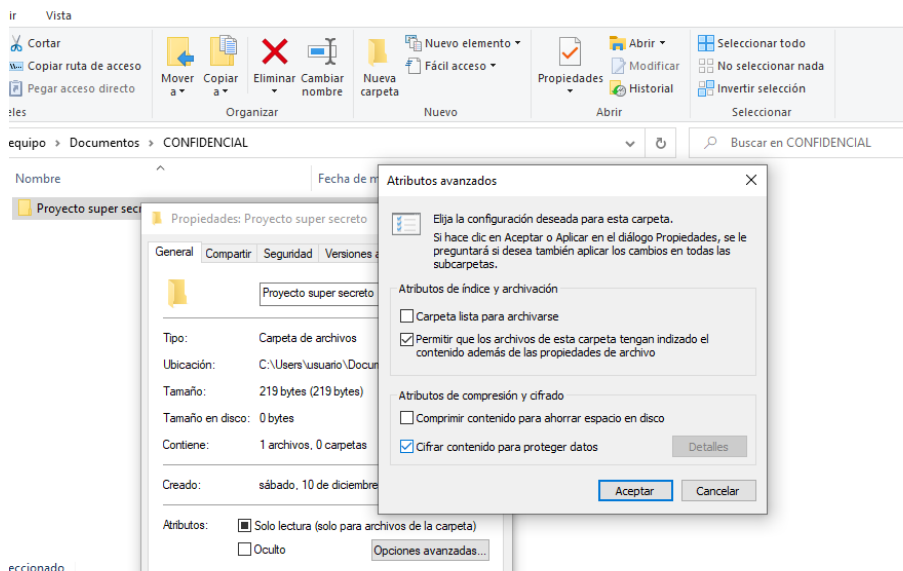 ir Vista
Cortar
Copiar ruta de acceso
Pegar acceso directo
Mover a
Copiar a
Eliminar
Cambiar nombre
Organizar
Nueva carpeta
Nuevo elemento
Fácil acceso
Nuevo
Propiedades
Abrir
Modificar
Historial
Abrir
Seleccionar todo
No seleccionar nada
Invertir selección
Seleccionar
equipo > Documentos > CONFIDENCIAL
Buscar en CONFIDENCIAL
Nombre
Fecha de m
Proyecto super secr
Propiedades: Proyecto super secreto
General Compartir Seguridad Versiones a
Proyecto super secreto
Tipo: Carpeta de archivos
Ubicación: C:\Users\usuario\Docum
Tamaño: 219 bytes (219 bytes)
Tamaño en disco: 0 bytes
Contiene: 1 archivos, 0 carpetas
Creado: sábado, 10 de diciembre
Atributos: Solo lectura (solo para archivos de la carpeta)
Oculto
Opciones avanzadas...
Atributos avanzados
Elija la configuración deseada para esta carpeta.
Si hace clic en Aceptar o Aplicar en el diálogo Propiedades, se le
preguntará si desea también aplicar los cambios en todas las
subcarpetas.
Atributos de índice y archivación
Carpeta lista para archivarse
Permitir que los archivos de esta carpeta tengan indizado el
contenido además de las propiedades de archivo
Atributos de compresión y cifrado
Comprimir contenido para ahorrar espacio en disco
Cifrar contenido para proteger datos
Detalles
Aceptar
Cancelar
eccionado